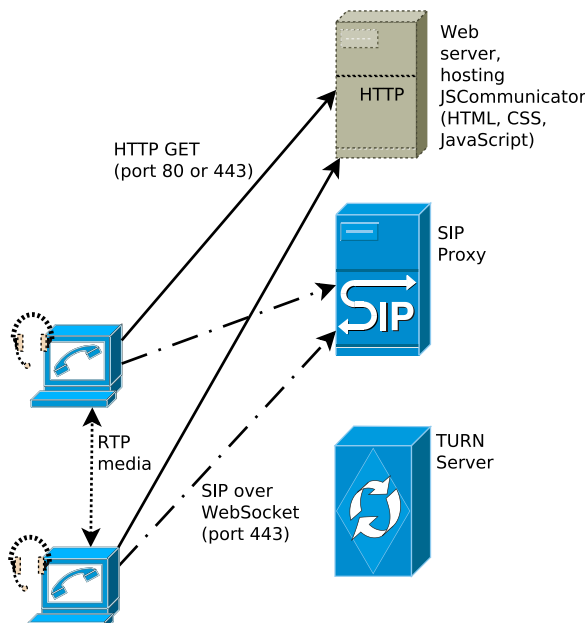 Web
server,
hosting
JSCommunicator
(HTML, CSS,
JavaScript)
HTTP
HTTP GET
(port 80 or 443)
SIP
Proxy
SIP
RTP
media
TURN
Server
SIP over
WebSocket
(port 443)